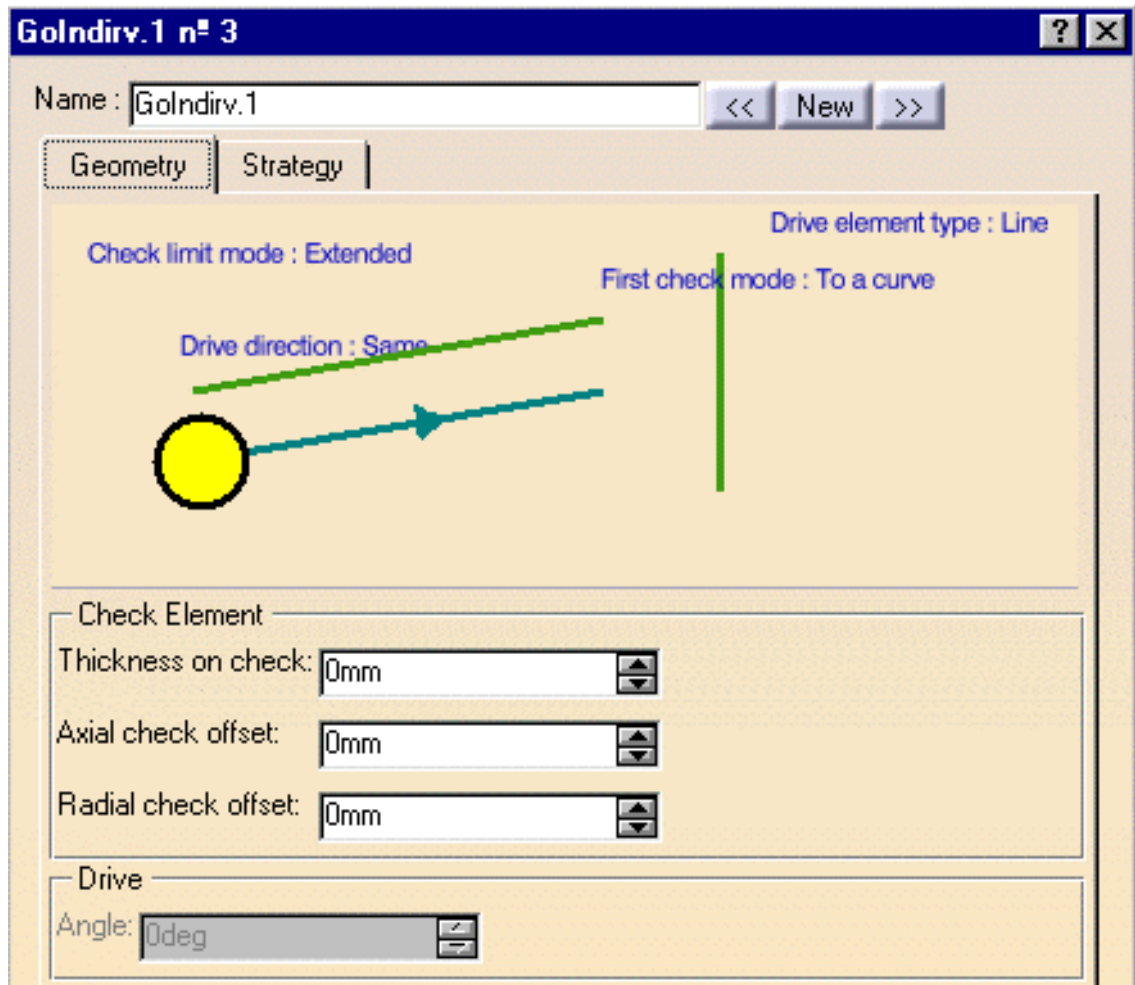 GoIndirv.1 nº 3
? X
Name : GoIndirv.1 << New >>
Geometry Strategy
Drive element type : Line
Check limit mode : Extended
First check mode : To a curve
Drive direction : Same
Check Element
Thickness on check: 0mm
Axial check offset: 0mm
Radial check offset: 0mm
Drive
Angle: 0deg